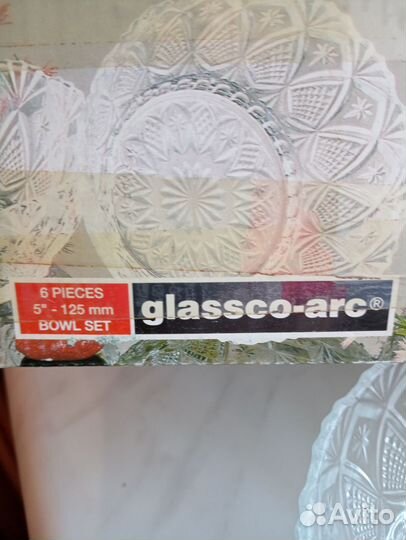 6 PIECES
5" - 125 mm
BOWL SET
glassco-arc®
Avito